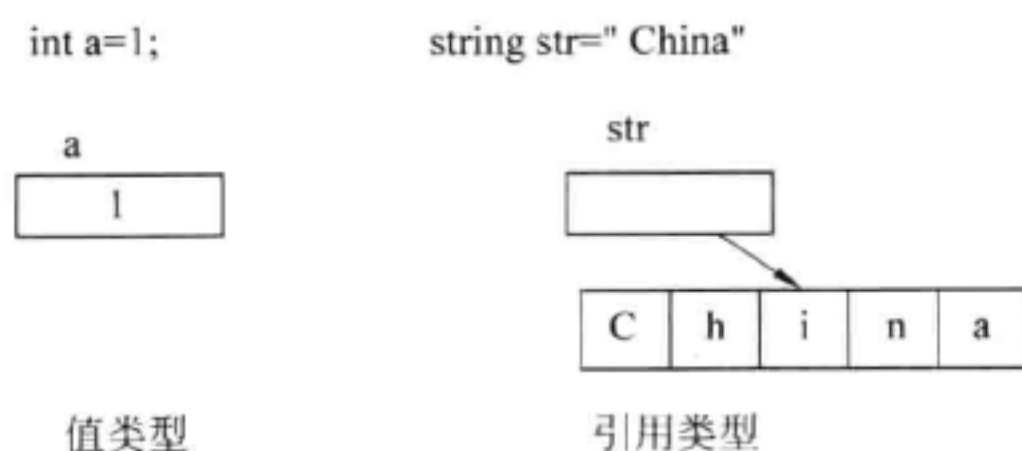 int a=1;
string str=" China"
a
str
1
C h i n a
值类型
引用类型